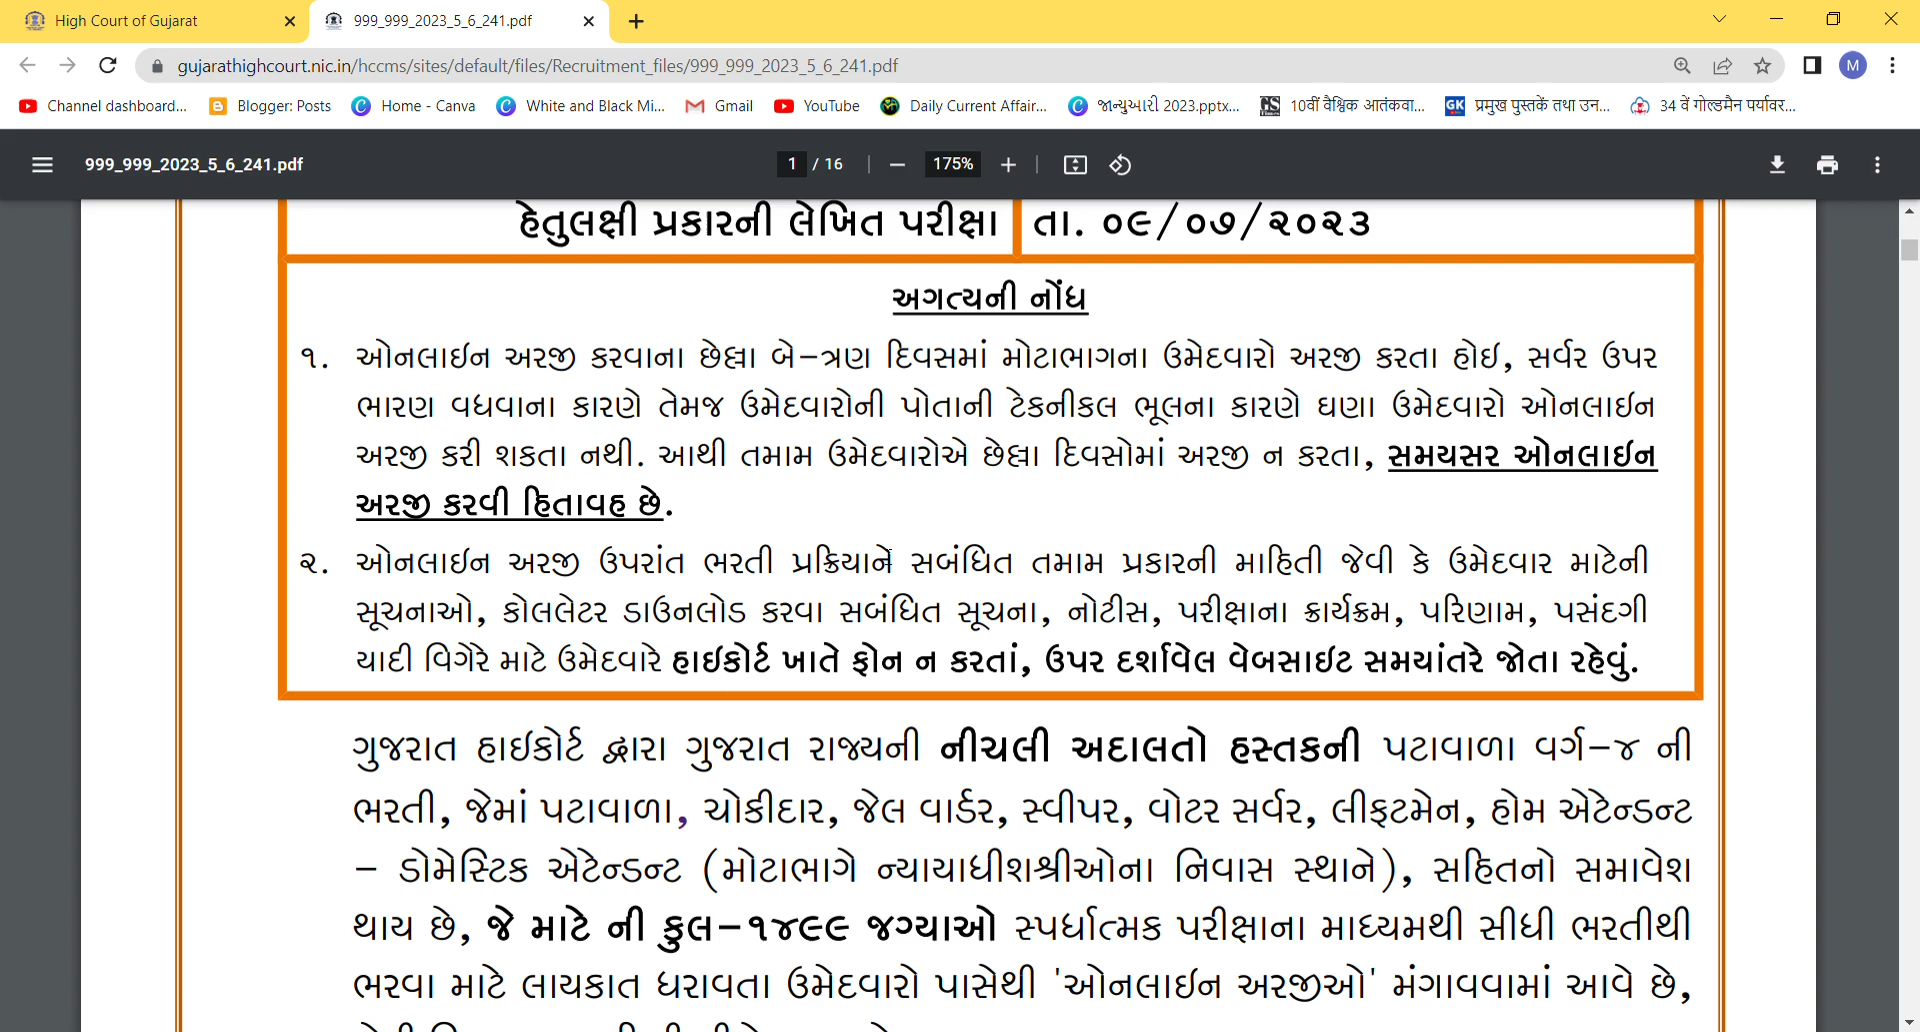 High Court of Gujarat
999_999_2023_5_6_241.pdf
gujarathighcourt.nic.in/hccms/sites/default/files/Recruitment_files/999_999_2023_5_6_241.pdf
M
Channel dashboard... Blogger: Posts Home - Canva White and Black Mi... Gmail YouTube Daily Current Affair... જાન્યુઆરી 2023.pptx... 10वीं वैश्विक आतंकवा... GK प्रमुख पुस्तकें तथा उन... 34 वें गोल्डमैन पर्यावर...
999_999_2023_5_6_241.pdf 1 / 16 175%
હેતુલક્ષી પ્રકારની લેખિત પરીક્ષા તા. ૦૯/૦૭/૨૦૨૩
અગત્યની નોંધ
૧. ઓનલાઈન અરજી કરવાના છેલ્લા બે–ત્રણ દિવસમાં મોટાભાગના ઉમેદવારો અરજી કરતા હોઈ, સર્વર ઉપર
ભારણ વધવાના કારણે તેમજ ઉમેદવારોની પોતાની ટેકનીકલ ભૂલના કારણે ઘણા ઉમેદવારો ઓનલાઈન
અરજી કરી શકતા નથી. આથી તમામ ઉમેદવારોએ છેલ્લા દિવસોમાં અરજી ન કરતા, સમયસર ઓનલાઈન
અરજી કરવી હિતાવહ છે.
૨. ઓનલાઈન અરજી ઉપરાંત ભરતી પ્રક્રિયાને સબંધિત તમામ પ્રકારની માહિતી જેવી કે ઉમેદવાર માટેની
સૂચનાઓ, કોલલેટર ડાઉનલોડ કરવા સબંધિત સૂચના, નોટીસ, પરીક્ષાના ક્રાર્યક્રમ, પરિણામ, પસંદગી
યાદી વિગેરે માટે ઉમેદવારે હાઈકોર્ટ ખાતે ફોન ન કરતાં, ઉપર દર્શાવેલ વેબસાઈટ સમયાંતરે જોતા રહેવું.
ગુજરાત હાઈકોર્ટ દ્વારા ગુજરાત રાજ્યની નીચલી અદાલતો હસ્તકની પટાવાળા વર્ગ–૪ ની
ભરતી, જેમાં પટાવાળા, ચોકીદાર, જેલ વાર્ડર, સ્વીપર, વોટર સર્વર, લીફ્ટમેન, હોમ એટેન્ડન્ટ
– ડોમેસ્ટિક એટેન્ડન્ટ (મોટાભાગે ન્યાયાધીશશ્રીઓના નિવાસ સ્થાને), સહિતનો સમાવેશ
થાય છે, જે માટે ની કુલ–૧૪૯૯ જગ્યાઓ સ્પર્ધાત્મક પરીક્ષાના માધ્યમથી સીધી ભરતીથી
ભરવા માટે લાયકાત ધરાવતા ઉમેદવારો પાસેથી 'ઓનલાઈન અરજીઓ' મંગાવવામાં આવે છે,